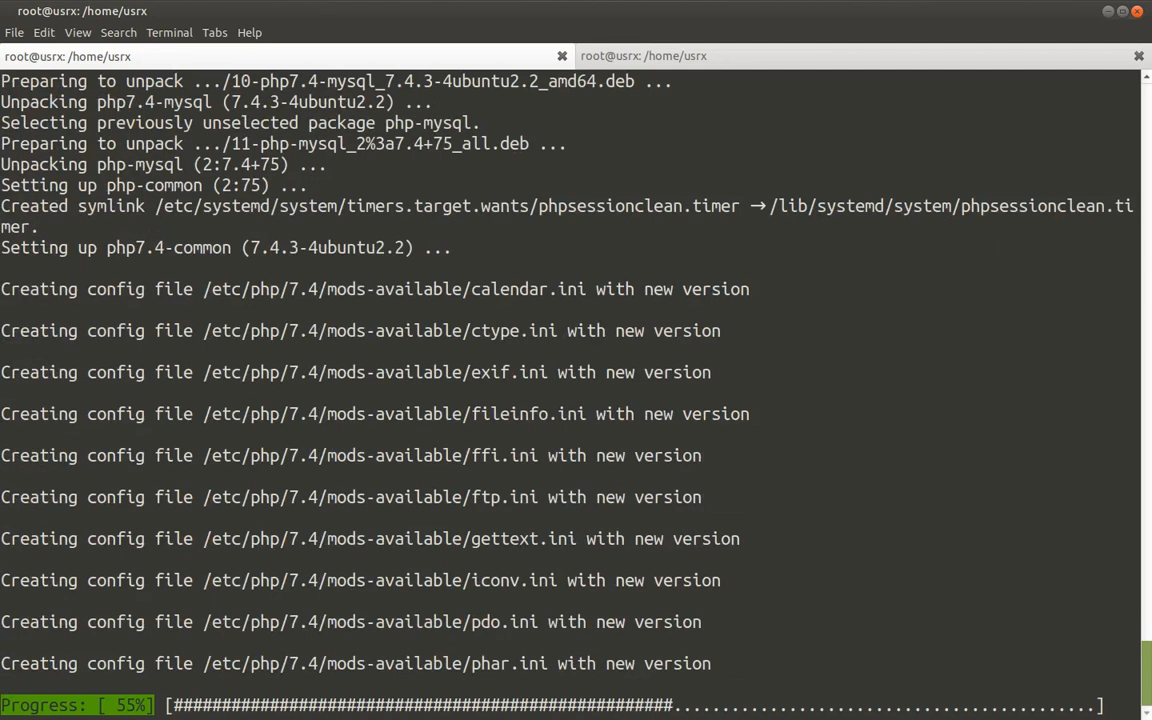 root@usrx: /home/usrx
File Edit View Search Terminal Tabs Help
root@usrx: /home/usrx root@usrx: /home/usrx
Preparing to unpack .../10-php7.4-mysql_7.4.3-4ubuntu2.2_amd64.deb ...
Unpacking php7.4-mysql (7.4.3-4ubuntu2.2) ...
Selecting previously unselected package php-mysql.
Preparing to unpack .../11-php-mysql_2%3a7.4+75_all.deb ...
Unpacking php-mysql (2:7.4+75) ...
Setting up php-common (2:75) ...
Created symlink /etc/systemd/system/timers.target.wants/phpsessionclean.timer → /lib/systemd/system/phpsessionclean.ti
mer.
Setting up php7.4-common (7.4.3-4ubuntu2.2) ...
Creating config file /etc/php/7.4/mods-available/calendar.ini with new version
Creating config file /etc/php/7.4/mods-available/ctype.ini with new version
Creating config file /etc/php/7.4/mods-available/exif.ini with new version
Creating config file /etc/php/7.4/mods-available/fileinfo.ini with new version
Creating config file /etc/php/7.4/mods-available/ffi.ini with new version
Creating config file /etc/php/7.4/mods-available/ftp.ini with new version
Creating config file /etc/php/7.4/mods-available/gettext.ini with new version
Creating config file /etc/php/7.4/mods-available/iconv.ini with new version
Creating config file /etc/php/7.4/mods-available/pdo.ini with new version
Creating config file /etc/php/7.4/mods-available/phar.ini with new version
Progress: [ 55%] [####################################################............................................]